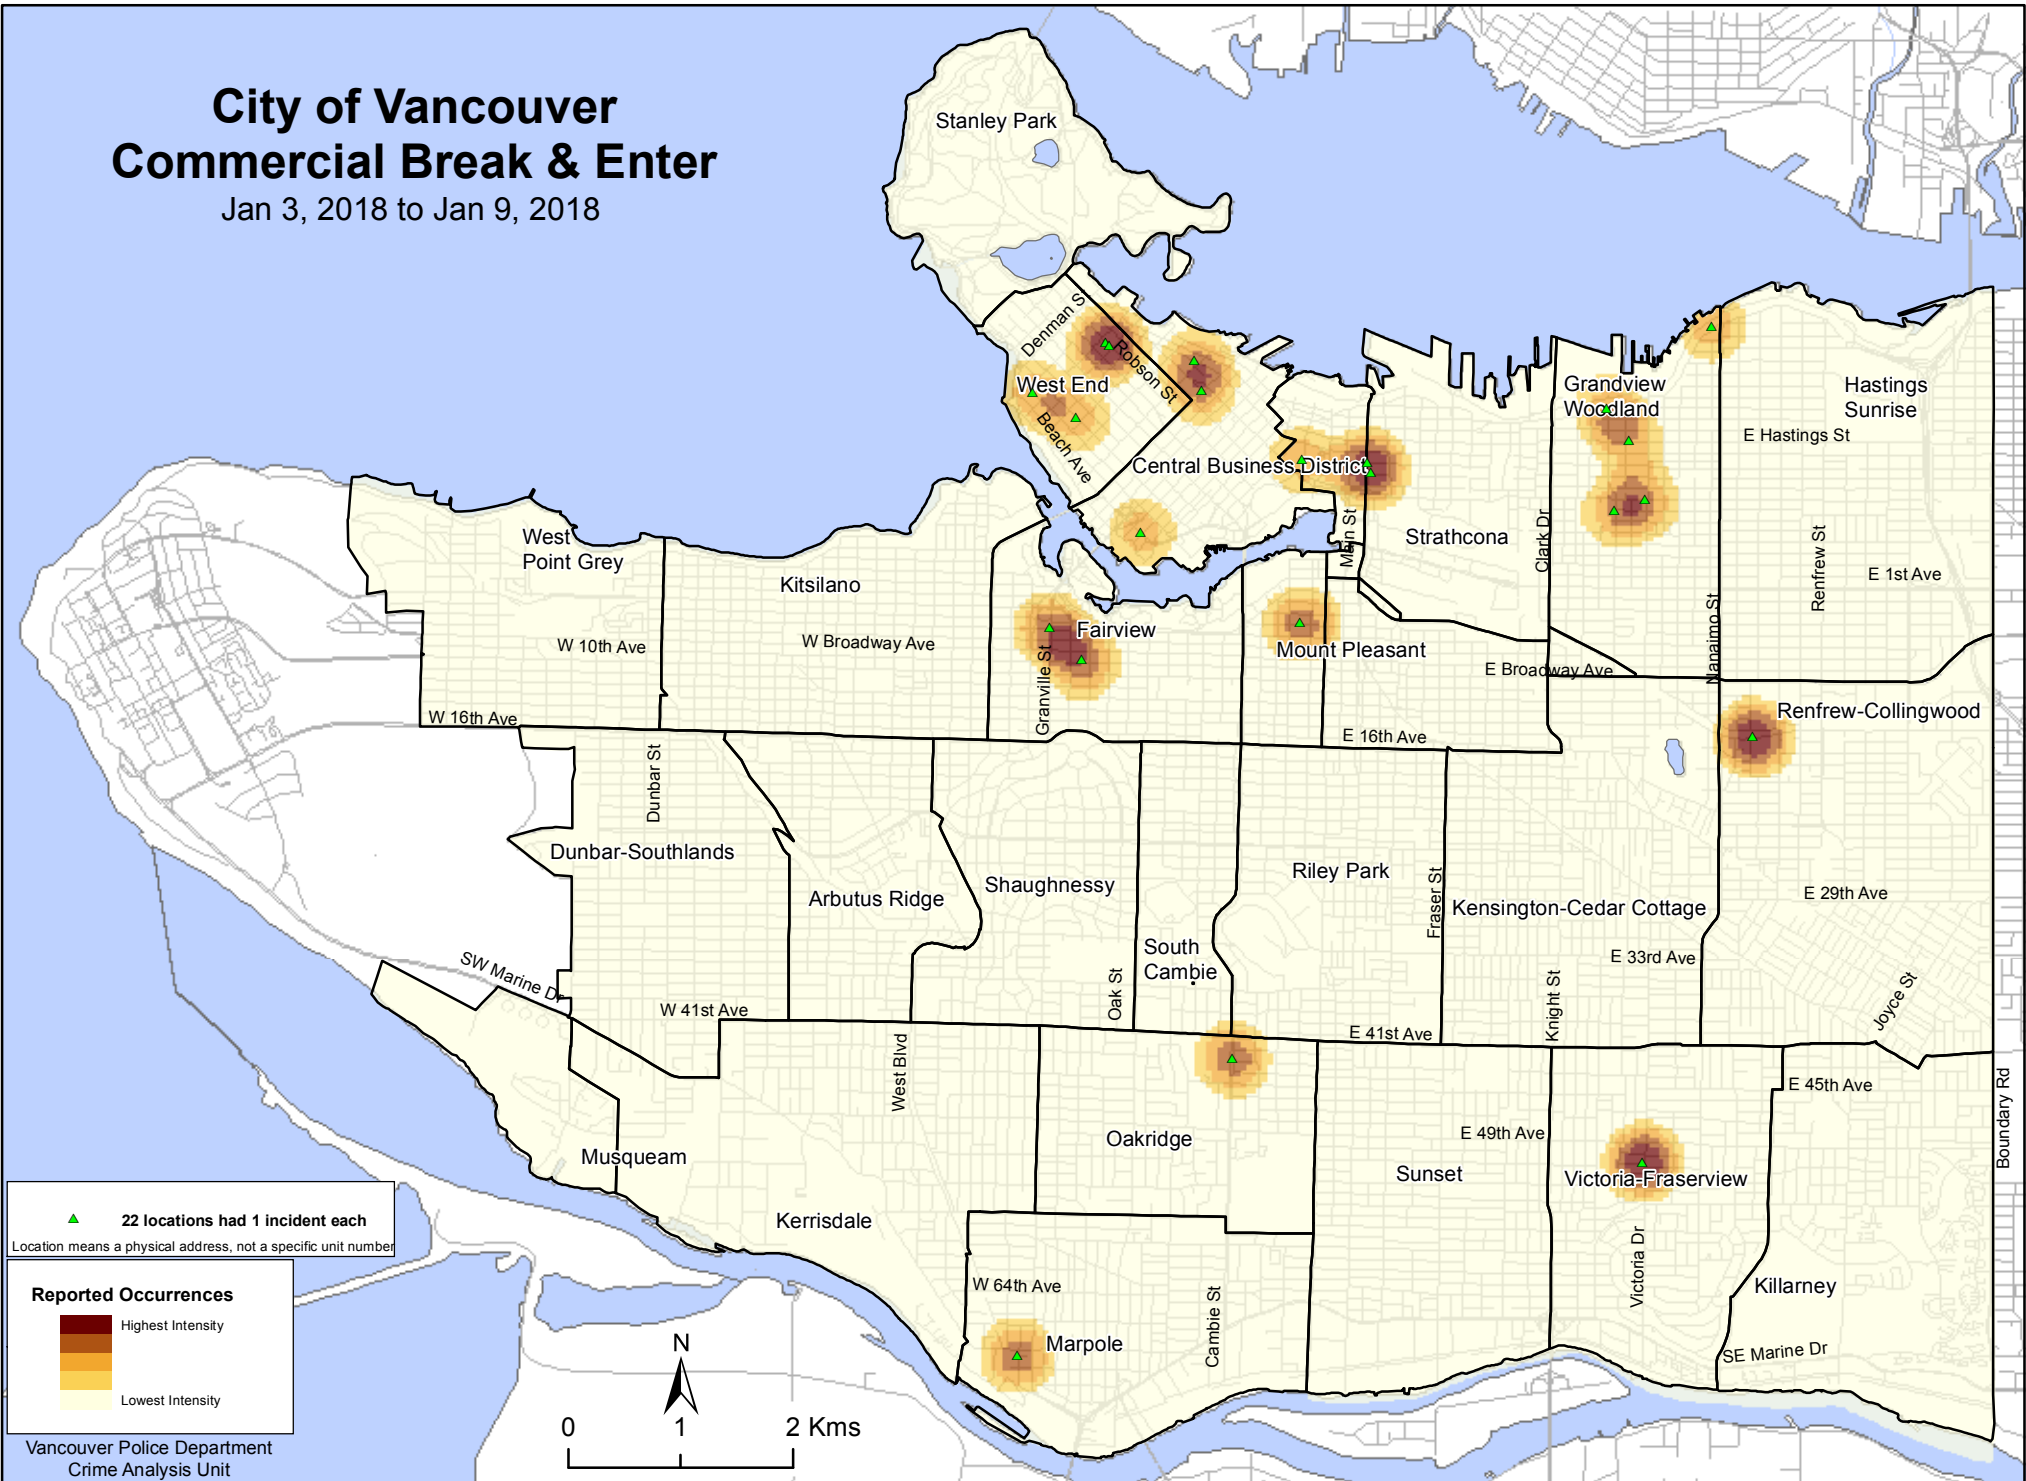 City of Vancouver
Commercial Break & Enter
Jan 3, 2018 to Jan 9, 2018
Stanley Park
Denman S
Robson St
West End
Beach Ave
Central Business District
Grandview
Woodland
Hastings
Sunrise
E Hastings St
West
Point Grey
Kitsilano
Main St
Strathcona
Clark Dr
Renfrew St
E 1st Ave
W 10th Ave
W Broadway Ave
Fairview
Granville St
Mount Pleasant
E Broadway Ave
Nanaimo St
W 16th Ave
E 16th Ave
Renfrew-Collingwood
Dunbar St
Dunbar-Southlands
Arbutus Ridge
Shaughnessy
Riley Park
Fraser St
Kensington-Cedar Cottage
E 29th Ave
South
Cambie
E 33rd Ave
SW Marine Dr
W 41st Ave
Oak St
E 41st Ave
Knight St
Joyce St
West Blvd
E 45th Ave
Boundary Rd
Musqueam
Oakridge
E 49th Ave
Sunset
Victoria-Fraserview
Kerrisdale
W 64th Ave
Cambie St
Victoria Dr
Killarney
Marpole
SE Marine Dr
22 locations had 1 incident each
Location means a physical address, not a specific unit number
Reported Occurrences
Highest Intensity
Lowest Intensity
Vancouver Police Department
Crime Analysis Unit
N
0 1 2 Kms